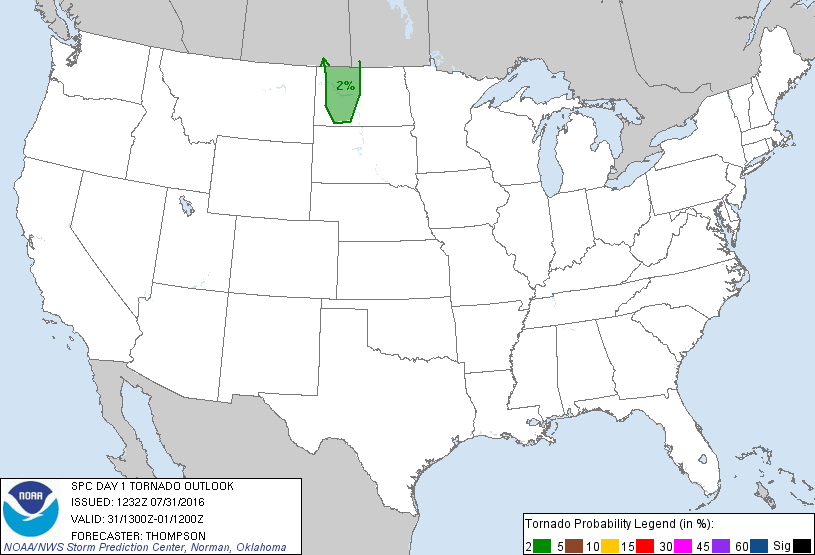 2%
SPC DAY 1 TORNADO OUTLOOK
ISSUED: 1232Z 07/31/2016
VALID: 31/1300Z-01/1200Z
FORECASTER: THOMPSON
NOAA/NWS Storm Prediction Center, Norman, Oklahoma
NOAA
Tornado Probability Legend (in %):
2 5 10 15 30 45 60 Sig